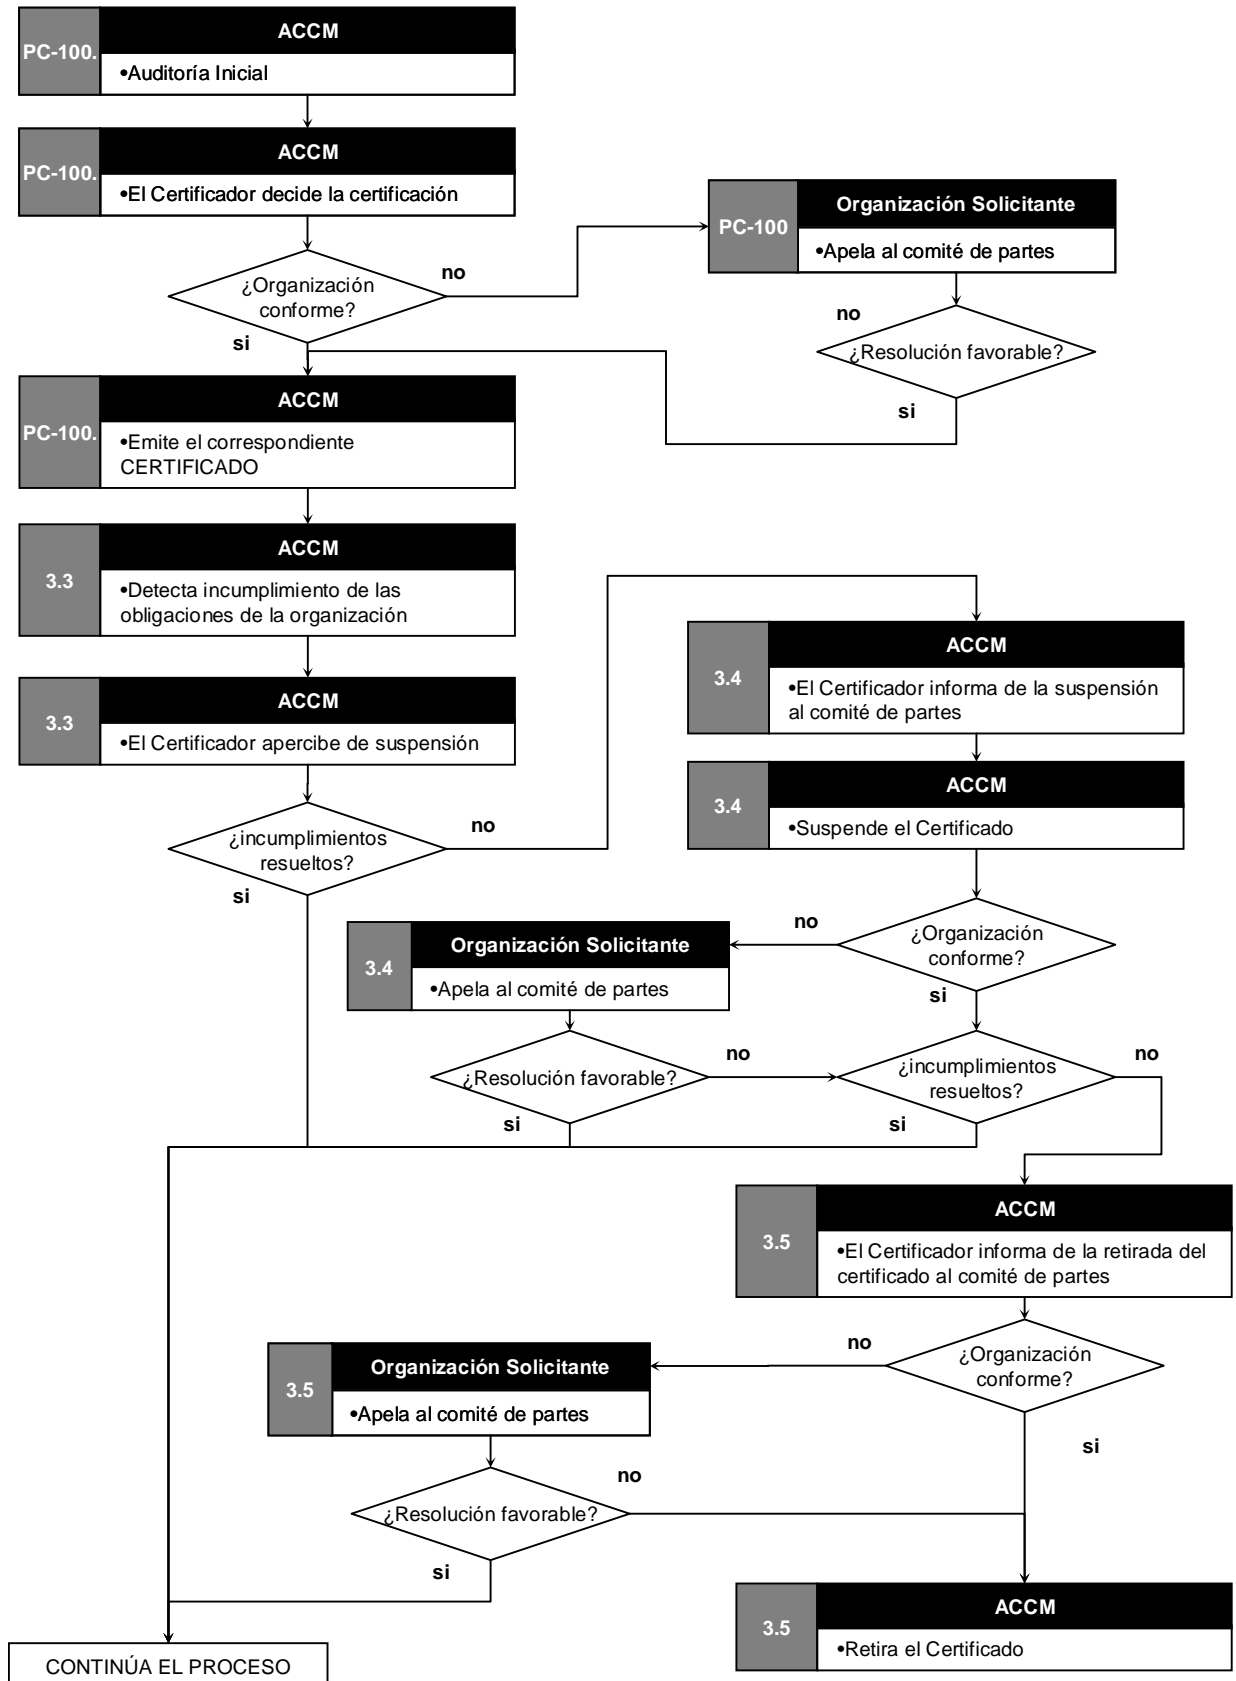 ACCM
PC-100.
•Auditoría Inicial
ACCM
PC-100.
•El Certificador decide la certificación
Organización Solicitante
PC-100
•Apela al comité de partes
no
¿Organización
conforme?
si
no
¿Resolución favorable?
si
ACCM
PC-100.
•Emite el correspondiente
CERTIFICADO
ACCM
3.3
•Detecta incumplimiento de las
obligaciones de la organización
ACCM
3.4
•El Certificador informa de la suspensión
al comité de partes
ACCM
3.3
•El Certificador apercibe de suspensión
ACCM
3.4
•Suspende el Certificado
no
¿incumplimientos
resueltos?
si
no
¿Organización
conforme?
si
Organización Solicitante
3.4
•Apela al comité de partes
no
¿Resolución favorable?
si
no
¿incumplimientos
resueltos?
si
ACCM
3.5
•El Certificador informa de la retirada del
certificado al comité de partes
no
¿Organización
conforme?
si
Organización Solicitante
3.5
•Apela al comité de partes
no
¿Resolución favorable?
si
ACCM
3.5
•Retira el Certificado
CONTINÚA EL PROCESO